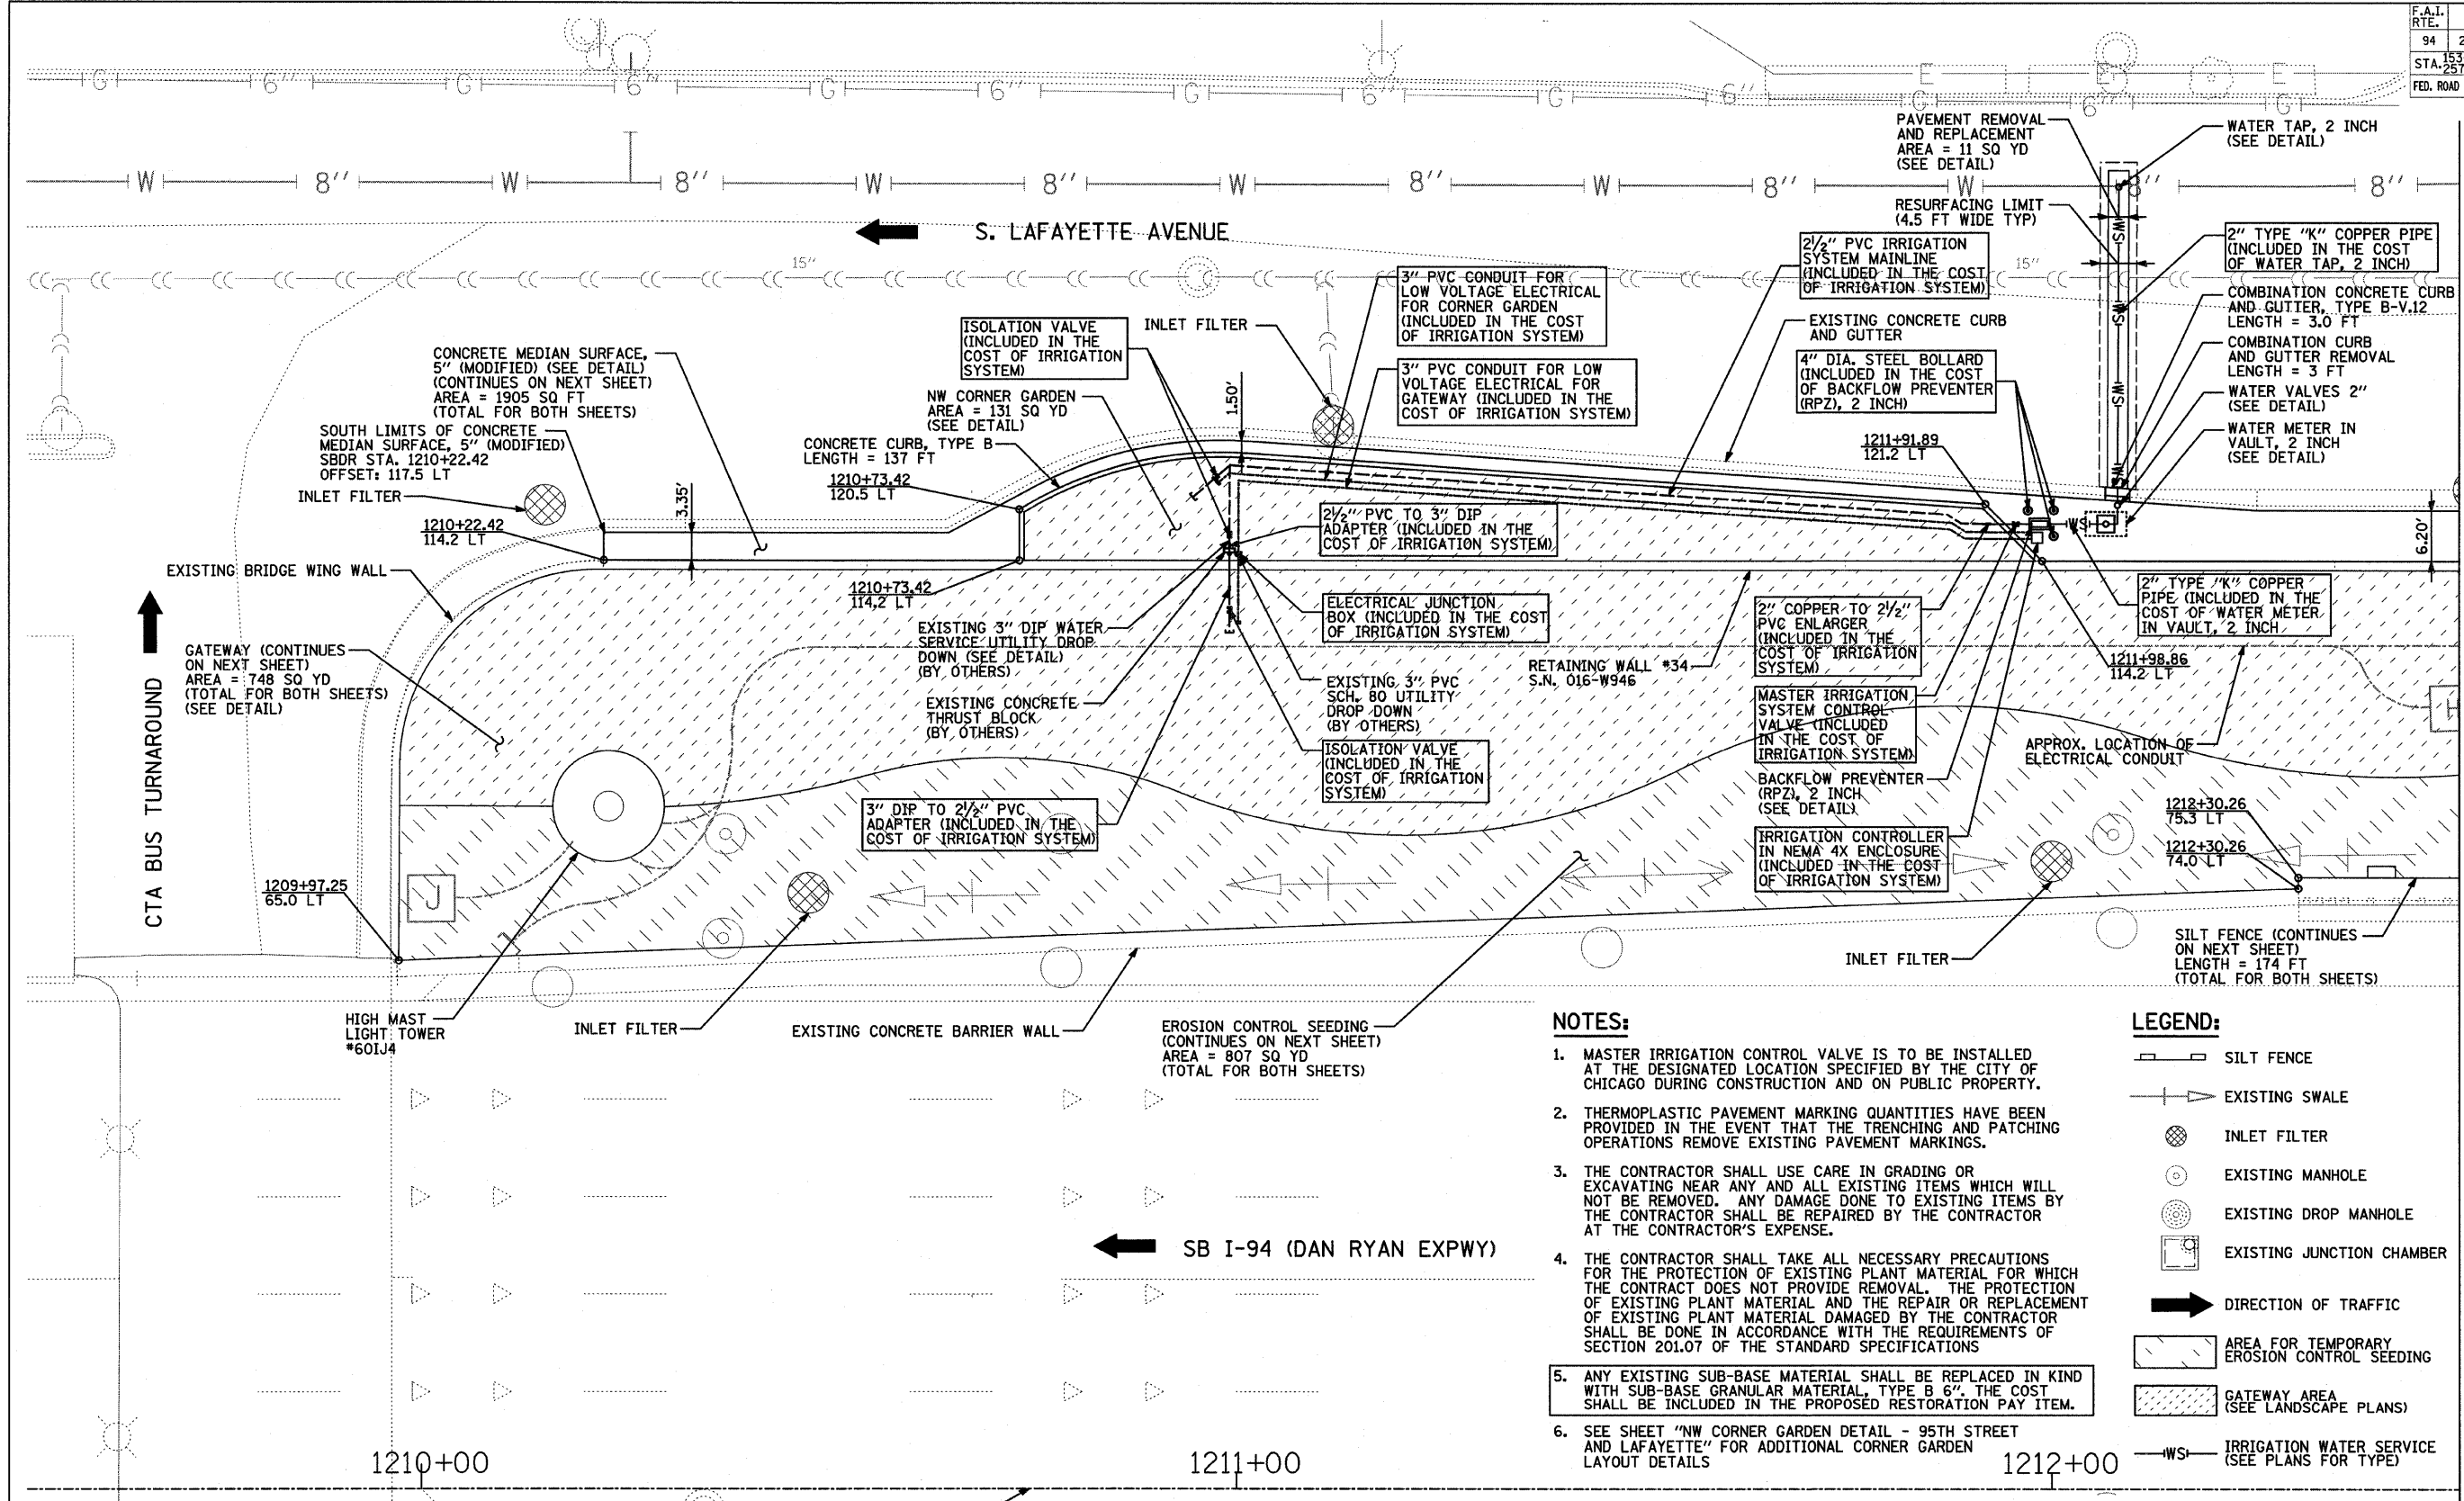 F.A.I.
RTE.
94 2
STA. 153
257
FED. ROAD
G 6" G 6" G 6" G 6" G 6" G 6" G
E E E
W 8" W 8" W 8" W 8" W 8" W 8" 8"
PAVEMENT REMOVAL
AND REPLACEMENT
AREA = 11 SQ YD
(SEE DETAIL)
WATER TAP, 2 INCH
(SEE DETAIL)
RESURFACING LIMIT
(4.5 FT WIDE TYP)
S. LAFAYETTE AVENUE
15"
15"
2" TYPE "K" COPPER PIPE
(INCLUDED IN THE COST
OF WATER TAP, 2 INCH)
2½" PVC IRRIGATION
SYSTEM MAINLINE
(INCLUDED IN THE COST
OF IRRIGATION SYSTEM)
3" PVC CONDUIT FOR
LOW VOLTAGE ELECTRICAL
FOR CORNER GARDEN
(INCLUDED IN THE COST
OF IRRIGATION SYSTEM)
COMBINATION CONCRETE CURB
AND GUTTER, TYPE B-V.12
LENGTH = 3.0 FT
COMBINATION CURB
AND GUTTER REMOVAL
LENGTH = 3 FT
WATER VALVES 2"
(SEE DETAIL)
WATER METER IN
VAULT, 2 INCH
(SEE DETAIL)
ISOLATION VALVE
(INCLUDED IN THE
COST OF IRRIGATION
SYSTEM)
INLET FILTER
EXISTING CONCRETE CURB
AND GUTTER
4" DIA. STEEL BOLLARD
(INCLUDED IN THE COST
OF BACKFLOW PREVENTER
(RPZ), 2 INCH)
3" PVC CONDUIT FOR LOW
VOLTAGE ELECTRICAL FOR
GATEWAY (INCLUDED IN THE
COST OF IRRIGATION SYSTEM)
CONCRETE MEDIAN SURFACE,
5" (MODIFIED) (SEE DETAIL)
(CONTINUES ON NEXT SHEET)
AREA = 1905 SQ FT
(TOTAL FOR BOTH SHEETS)
NW CORNER GARDEN
AREA = 131 SQ YD
(SEE DETAIL)
1.50'
SOUTH LIMITS OF CONCRETE
MEDIAN SURFACE, 5" (MODIFIED)
SBDR STA. 1210+22.42
OFFSET: 117.5 LT
CONCRETE CURB, TYPE B
LENGTH = 137 FT
1211+91.89
121.2 LT
INLET FILTER
1210+73.42
120.5 LT
3.35'
1210+22.42
114.2 LT
2½" PVC TO 3" DIP
ADAPTER (INCLUDED IN THE
COST OF IRRIGATION SYSTEM)
WS
WS
WS
WS
WS
6.20'
EXISTING BRIDGE WING WALL
1210+73.42
114.2 LT
2" TYPE "K" COPPER
PIPE (INCLUDED IN THE
COST OF WATER METER
IN VAULT, 2 INCH
ELECTRICAL JUNCTION
BOX (INCLUDED IN THE COST
OF IRRIGATION SYSTEM)
2" COPPER TO 2½"
PVC ENLARGER
(INCLUDED IN THE
COST OF IRRIGATION
SYSTEM)
EXISTING 3" DIP WATER
SERVICE UTILITY DROP
DOWN (SEE DETAIL)
(BY OTHERS)
E
GATEWAY (CONTINUES
ON NEXT SHEET)
AREA = 748 SQ YD
(TOTAL FOR BOTH SHEETS)
(SEE DETAIL)
RETAINING WALL #34
S.N. 016-W946
1211+98.86
114.2 LT
EXISTING 3" PVC
SCH. 80 UTILITY
DROP DOWN
(BY OTHERS)
EXISTING CONCRETE
THRUST BLOCK
(BY OTHERS)
MASTER IRRIGATION
SYSTEM CONTROL
VALVE (INCLUDED
IN THE COST OF
IRRIGATION SYSTEM)
ISOLATION VALVE
(INCLUDED IN THE
COST OF IRRIGATION
SYSTEM)
APPROX. LOCATION OF
ELECTRICAL CONDUIT
BACKFLOW PREVENTER
(RPZ), 2 INCH
(SEE DETAIL)
3" DIP TO 2½" PVC
ADAPTER (INCLUDED IN THE
COST OF IRRIGATION SYSTEM)
IRRIGATION CONTROLLER
IN NEMA 4X ENCLOSURE
(INCLUDED IN THE COST
OF IRRIGATION SYSTEM)
1212+30.26
75.3 LT
1212+30.26
74.0 LT
CTA BUS TURNAROUND
1209+97.25
65.0 LT
J
SILT FENCE (CONTINUES
ON NEXT SHEET)
LENGTH = 174 FT
(TOTAL FOR BOTH SHEETS)
INLET FILTER
HIGH MAST
LIGHT TOWER
#60IJ4
INLET FILTER
EXISTING CONCRETE BARRIER WALL
EROSION CONTROL SEEDING
(CONTINUES ON NEXT SHEET)
AREA = 807 SQ YD
(TOTAL FOR BOTH SHEETS)
SB I-94 (DAN RYAN EXPWY)
NOTES:
1. MASTER IRRIGATION CONTROL VALVE IS TO BE INSTALLED
AT THE DESIGNATED LOCATION SPECIFIED BY THE CITY OF
CHICAGO DURING CONSTRUCTION AND ON PUBLIC PROPERTY.
2. THERMOPLASTIC PAVEMENT MARKING QUANTITIES HAVE BEEN
PROVIDED IN THE EVENT THAT THE TRENCHING AND PATCHING
OPERATIONS REMOVE EXISTING PAVEMENT MARKINGS.
3. THE CONTRACTOR SHALL USE CARE IN GRADING OR
EXCAVATING NEAR ANY AND ALL EXISTING ITEMS WHICH WILL
NOT BE REMOVED. ANY DAMAGE DONE TO EXISTING ITEMS BY
THE CONTRACTOR SHALL BE REPAIRED BY THE CONTRACTOR
AT THE CONTRACTOR'S EXPENSE.
4. THE CONTRACTOR SHALL TAKE ALL NECESSARY PRECAUTIONS
FOR THE PROTECTION OF EXISTING PLANT MATERIAL FOR WHICH
THE CONTRACT DOES NOT PROVIDE REMOVAL. THE PROTECTION
OF EXISTING PLANT MATERIAL AND THE REPAIR OR REPLACEMENT
OF EXISTING PLANT MATERIAL DAMAGED BY THE CONTRACTOR
SHALL BE DONE IN ACCORDANCE WITH THE REQUIREMENTS OF
SECTION 201.07 OF THE STANDARD SPECIFICATIONS
5. ANY EXISTING SUB-BASE MATERIAL SHALL BE REPLACED IN KIND
WITH SUB-BASE GRANULAR MATERIAL, TYPE B 6". THE COST
SHALL BE INCLUDED IN THE PROPOSED RESTORATION PAY ITEM.
6. SEE SHEET "NW CORNER GARDEN DETAIL - 95TH STREET
AND LAFAYETTE" FOR ADDITIONAL CORNER GARDEN
LAYOUT DETAILS
LEGEND:
SILT FENCE
EXISTING SWALE
INLET FILTER
EXISTING MANHOLE
EXISTING DROP MANHOLE
EXISTING JUNCTION CHAMBER
DIRECTION OF TRAFFIC
AREA FOR TEMPORARY
EROSION CONTROL SEEDING
GATEWAY AREA
(SEE LANDSCAPE PLANS)
WS IRRIGATION WATER SERVICE
(SEE PLANS FOR TYPE)
1210+00
1211+00
1212+00